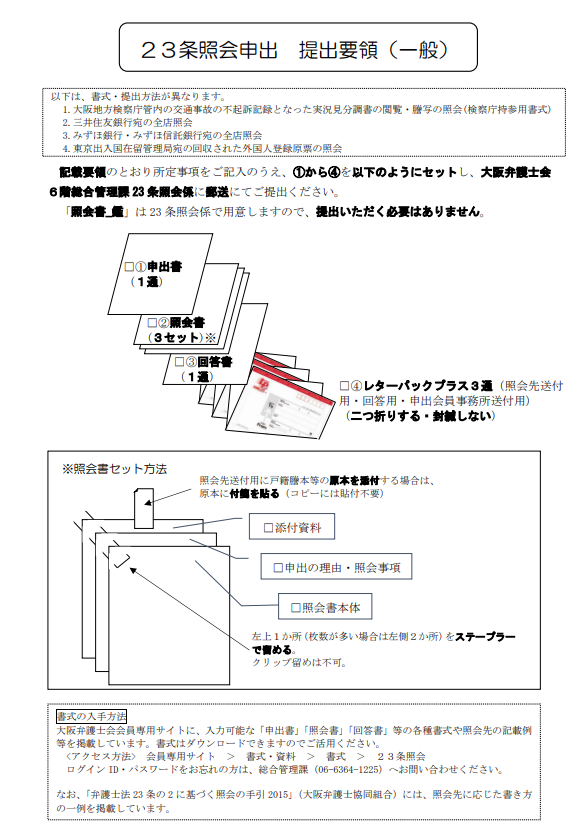 ２３条照会申出　提出要領（一般）
以下は、書式・提出方法が異なります。
1. 大阪地方検察庁管内の交通事故の不起訴記録となった実況見分調書の閲覧・謄写の照会(検察庁持参用書式)
2. 三井住友銀行宛の全店照会
3. みずほ銀行・みずほ信託銀行宛の全店照会
4. 東京出入国在留管理局宛の回収された外国人登録原票の照会
記載要領のとおり所定事項をご記入のうえ、①から④を以下のようにセットし、大阪弁護士会
６階総合管理課 23 条照会係に郵送にてご提出ください。
「照会書_鑑」は 23 条照会係で用意しますので、提出いただく必要はありません。
□①申出書
（１通）
□②照会書
（３セット）※
□③回答書
（１通）
□④レターパックプラス３通（照会先送付
用・回答用・申出会員事務所送付用）
（二つ折りする・封緘しない）
※照会書セット方法
照会先送付用に戸籍謄本等の原本を添付する場合は、
原本に付箋を貼る（コピーには貼付不要）
□添付資料
□申出の理由・照会事項
□照会書本体
左上１か所（枚数が多い場合は左側２か所）をステープラー
で留める。
クリップ留めは不可。
書式の入手方法
大阪弁護士会会員専用サイトに、入力可能な「申出書」「照会書」「回答書」等の各種書式や照会先の記載例
等を掲載しています。書式はダウンロードできますのでご活用ください。
＜アクセス方法＞　会員専用サイト　＞　書式・資料　＞　書式　＞　２３条照会
ログイン ID・パスワードをお忘れの方は、総合管理課（06-6364-1225）へお問い合わせください。
なお、「弁護士法 23 条の２に基づく照会の手引 2015」（大阪弁護士協同組合）には、照会先に応じた書き方
の一例を掲載しています。